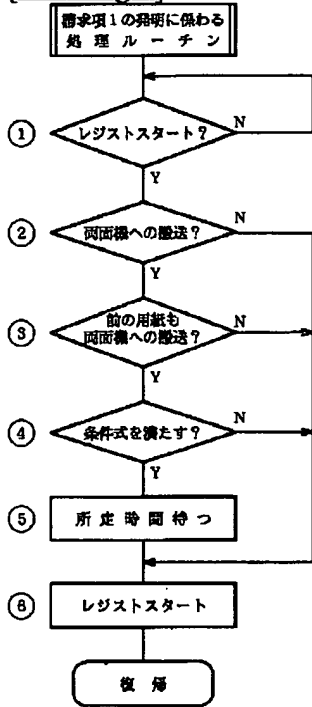 請求項1の発明に係わる
処理ルーチン
① レジストスタート? N
Y
② 両面機への搬送? N
Y
③ 前の用紙も
両面機への搬送? N
Y
④ 条件式を満たす? N
Y
⑤ 所定時間待つ
⑥ レジストスタート
復帰